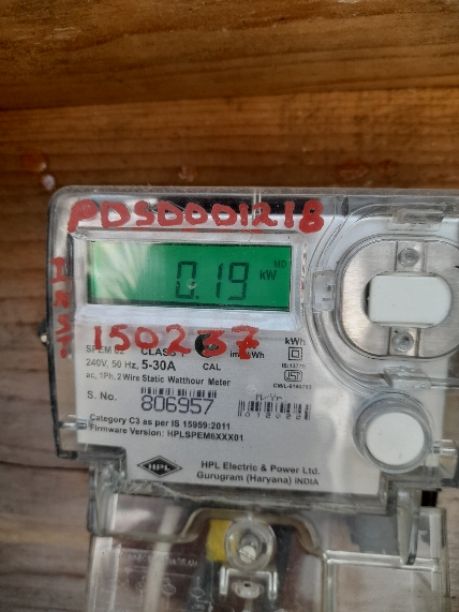 PDSD0001218
MD
0.19 kW
150237
CLASS
kWh
240V, 50 Hz, 5-30A CAL
ac, 1Ph, 2 Wire Static Watthour Meter
S. No. 806957
Category C3 as per IS 15959:2011
Firmware Version: HPLSPEM6XXX01
HPL
HPL Electric & Power Ltd.
Gurugram (Haryana) INDIA